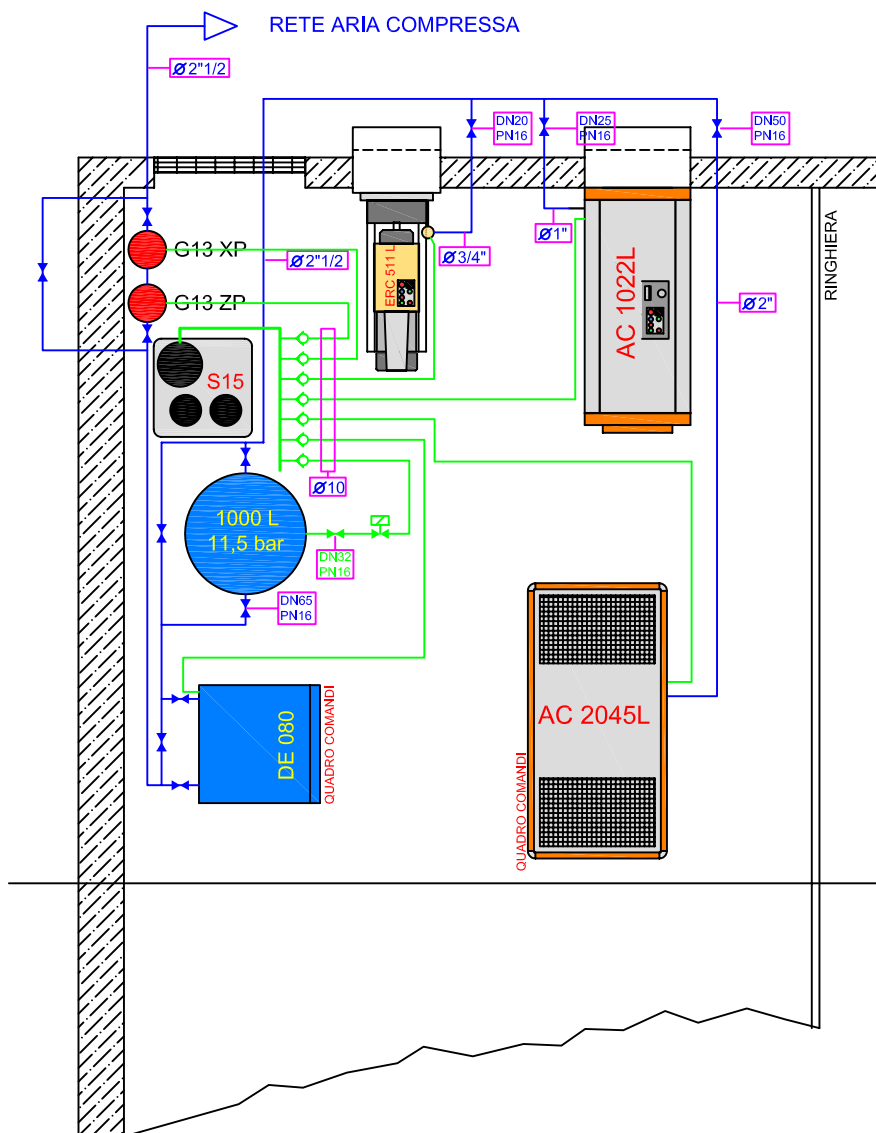 RETE ARIA COMPRESSA
Ø2"1/2
DN20
PN16
DN25
PN16
DN50
PN16
RINGHIERA
Ø1"
G13 XP
Ø2"1/2
Ø3/4"
ERC 511 L
AC 1022L
Ø2"
G13 ZP
S15
Ø10
1000 L
11,5 bar
DN32
PN16
DN65
PN16
DE 080
QUADRO COMANDI
AC 2045L
QUADRO COMANDI